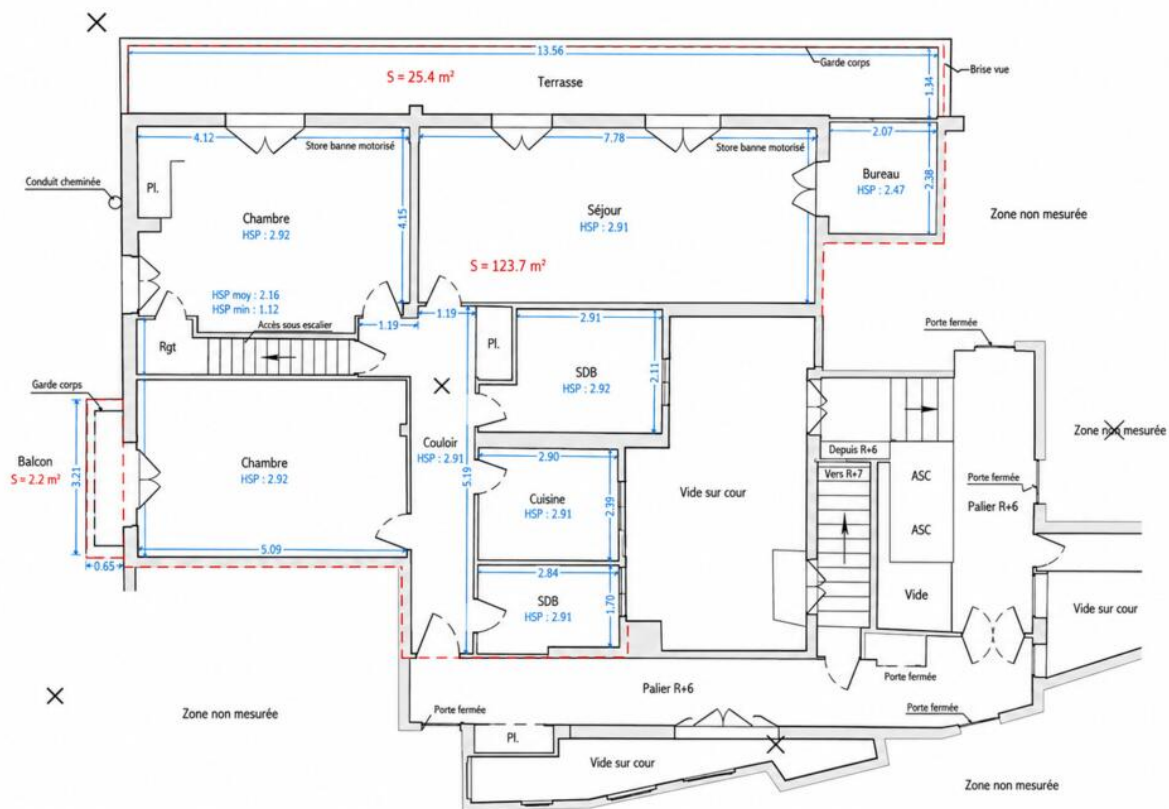 13.56
Garde corps
S = 25.4 m²
Terrasse
Brise vue
1.34
4.12
Store banne motorisé
7.78
Store banne motorisé
2.07
Conduit cheminée
Pl.
Chambre
HSP : 2.92
4.15
Séjour
HSP : 2.91
Bureau
HSP : 2.47
2.38
Zone non mesurée
S = 123.7 m²
HSP moy : 2.16
HSP min : 1.12
Accès sous escalier
1.19
1.19
Rgt
Pl.
2.91
SDB
HSP : 2.92
2.11
Porte fermée
Garde corps
Balcon
S = 2.2 m²
3.21
0.65
Chambre
HSP : 2.92
5.09
Couloir
HSP : 2.91
5.19
2.90
Cuisine
HSP : 2.91
2.39
Vide sur cour
Depuis R+6
Vers R+7
ASC
ASC
Vide
Zone non mesurée
Porte fermée
Palier R+6
2.84
SDB
HSP : 2.91
1.70
Vide sur cour
Porte fermée
Palier R+6
Zone non mesurée
Porte fermée
Porte fermée
Pl.
Vide sur cour
Zone non mesurée